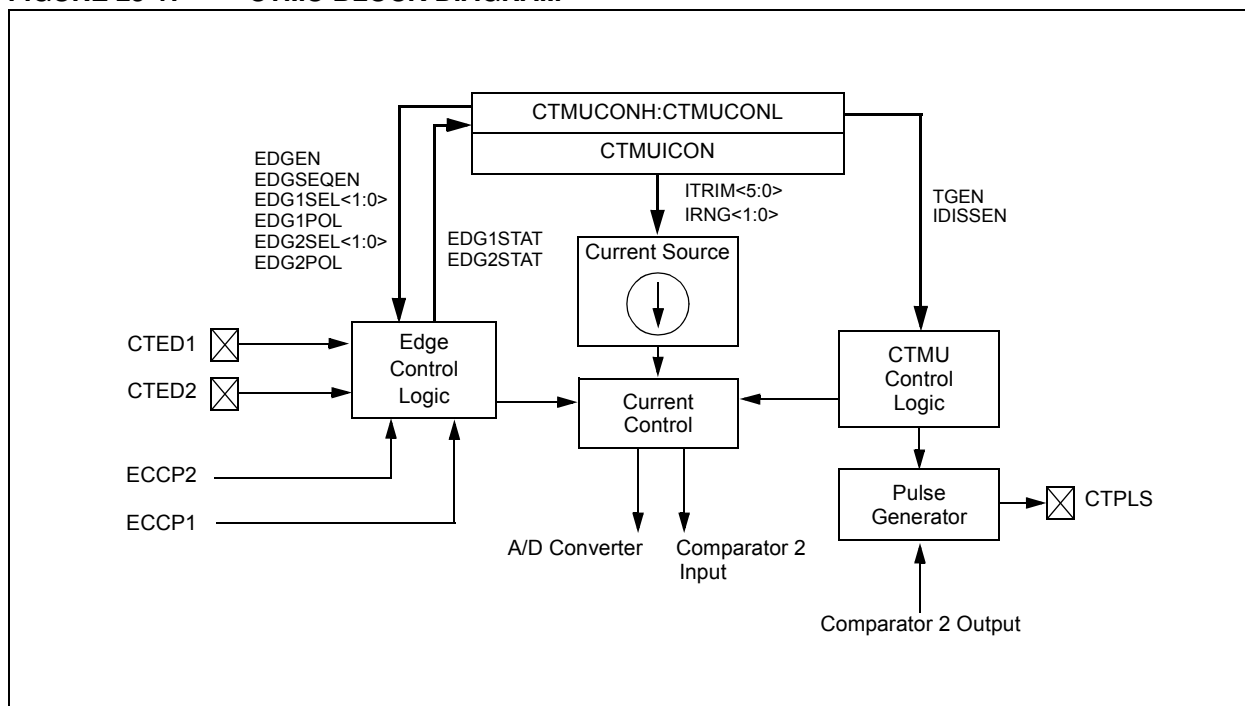 CTMUCONH:CTMUCONL
CTMUICON
EDGEN
EDGSEQEN
EDG1SEL<1:0>
EDG1POL
EDG2SEL<1:0>
EDG2POL
EDG1STAT
EDG2STAT
ITRIM<5:0>
IRNG<1:0>
TGEN
IDISSEN
Current Source
CTED1
CTED2
Edge
Control
Logic
Current
Control
CTMU
Control
Logic
ECCP2
ECCP1
Pulse
Generator
CTPLS
A/D Converter
Comparator 2
Input
Comparator 2 Output